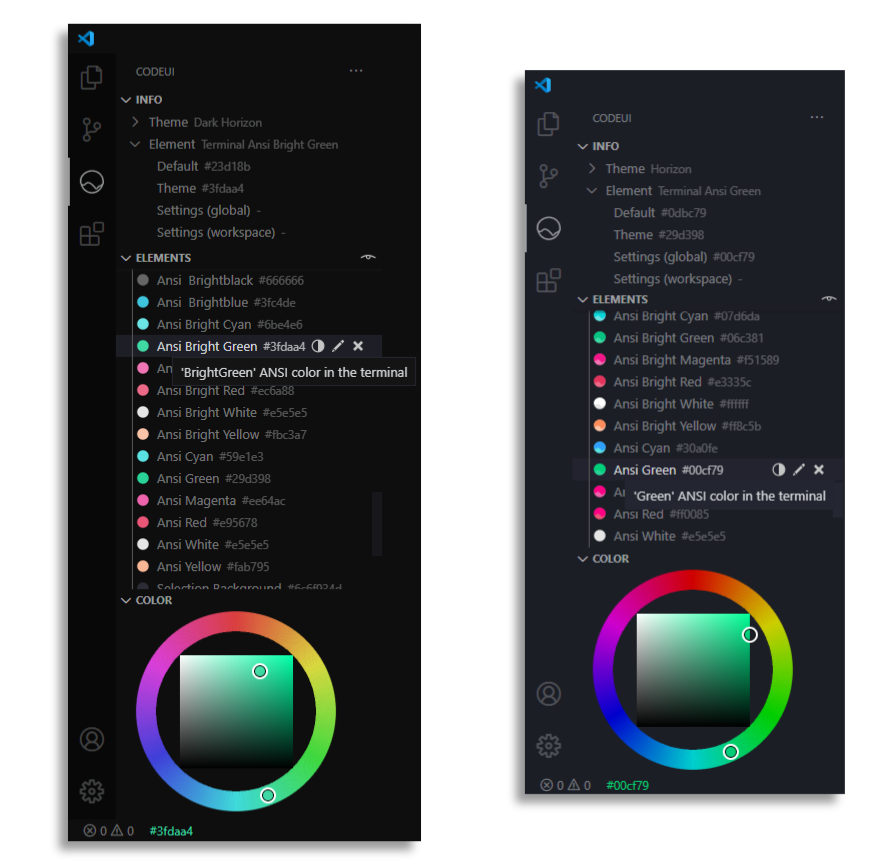 CODEUI ...
INFO
Theme Dark Horizon
Element Terminal Ansi Bright Green
Default #23d18b
Theme #3fdaa4
Settings (global) -
Settings (workspace) -
ELEMENTS
Ansi Brightblack #666666
Ansi Brightblue #3fc4de
Ansi Bright Cyan #6be4e6
Ansi Bright Green #3fdaa4
An
'BrightGreen' ANSI color in the terminal
Ansi Bright Red #ec6a88
Ansi Bright White #e5e5e5
Ansi Bright Yellow #fbc3a7
Ansi Cyan #59e1e3
Ansi Green #29d398
Ansi Magenta #ee64ac
Ansi Red #e95678
Ansi White #e5e5e5
Ansi Yellow #fab795
Selection Background
COLOR
0 0 #3fdaa4
CODEUI ...
INFO
Theme Horizon
Element Terminal Ansi Green
Default #0dbc79
Theme #29d398
Settings (global) #00cf79
Settings (workspace) -
ELEMENTS
Ansi Bright Cyan #07d6da
Ansi Bright Green #06c381
Ansi Bright Magenta #f51589
Ansi Bright Red #e3335c
Ansi Bright White #ffffff
Ansi Bright Yellow #ff8c5b
Ansi Cyan #30a0fe
Ansi Green #00cf79
'Green' ANSI color in the terminal
Ansi Red #ff0085
Ansi White #e5e5e5
COLOR
0 0 #00cf79